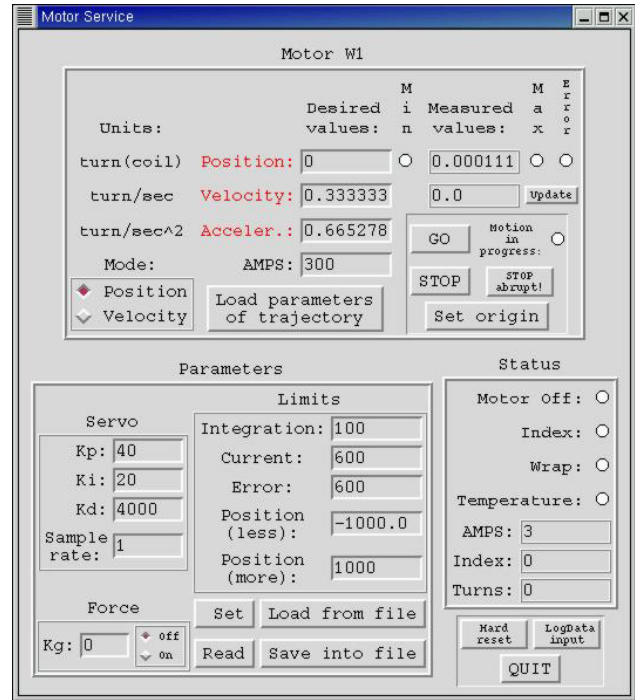 Motor Service
Motor W1
Units:
Desired values:
Min
Measured values:
Max
Error
turn(coil) Position: 0 0.000111
turn/sec Velocity: 0.333333 0.0 Update
turn/sec^2 Acceler.: 0.665278
GO Motion in progress:
Mode: AMPS: 300
STOP STOP abrupt!
Position
Velocity
Load parameters of trajectory
Set origin
Parameters
Servo
Kp: 40
Ki: 20
Kd: 4000
Sample rate: 1
Limits
Integration: 100
Current: 600
Error: 600
Position (less): -1000.0
Position (more): 1000
Force
Kg: 0 off
on
Set Load from file
Read Save into file
Status
Motor Off:
Index:
Wrap:
Temperature:
AMPS: 3
Index: 0
Turns: 0
Hard reset
LogData input
QUIT